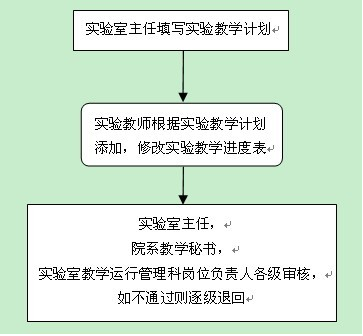 实验室主任填写实验教学计划
实验教师根据实验教学计划
添加，修改实验教学进度表
实验室主任，
院系教学秘书，
实验室教学运行管理科岗位负责人各级审核，
如不通过则逐级退回